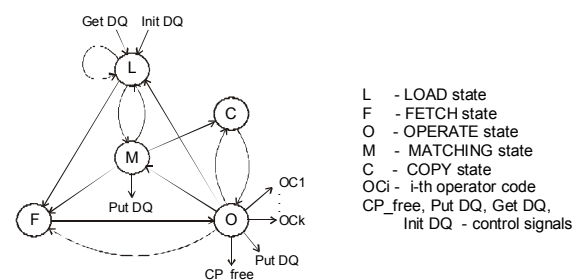 Get DQ Init DQ
L
C
M
Put DQ
OC1
F
O
OCk
Put DQ
CP_free
L - LOAD state
F - FETCH state
O - OPERATE state
M - MATCHING state
C - COPY state
OCi - i-th operator code
CP_free, Put DQ, Get DQ,
Init DQ - control signals